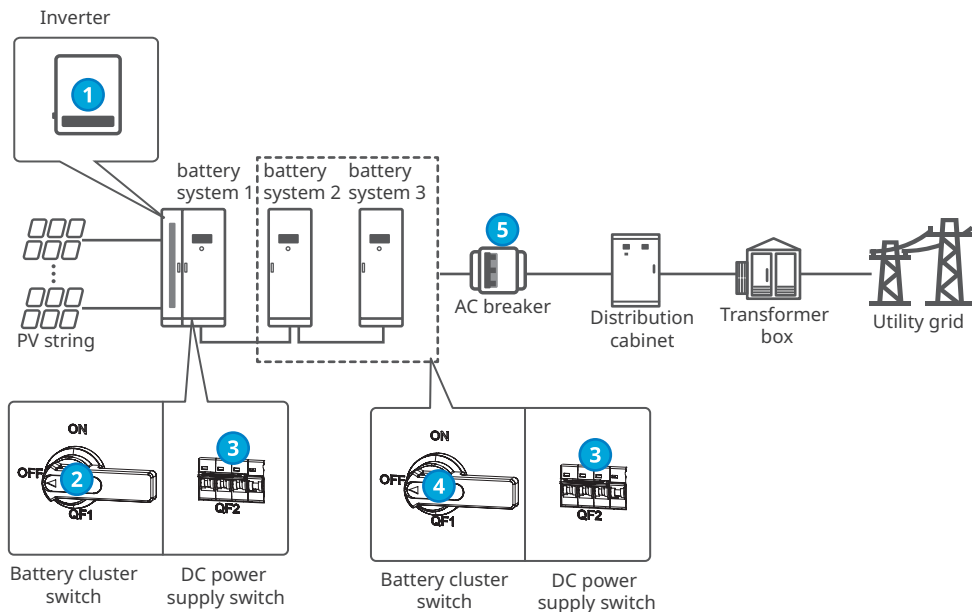 Inverter
1
battery
system 1
battery
system 2
battery
system 3
PV string
5
AC breaker
Distribution
cabinet
Transformer
box
Utility grid
ON
OFF
2
QF1
3
QF2
Battery cluster
switch
DC power
supply switch
ON
OFF
4
QF1
3
QF2
Battery cluster
switch
DC power
supply switch